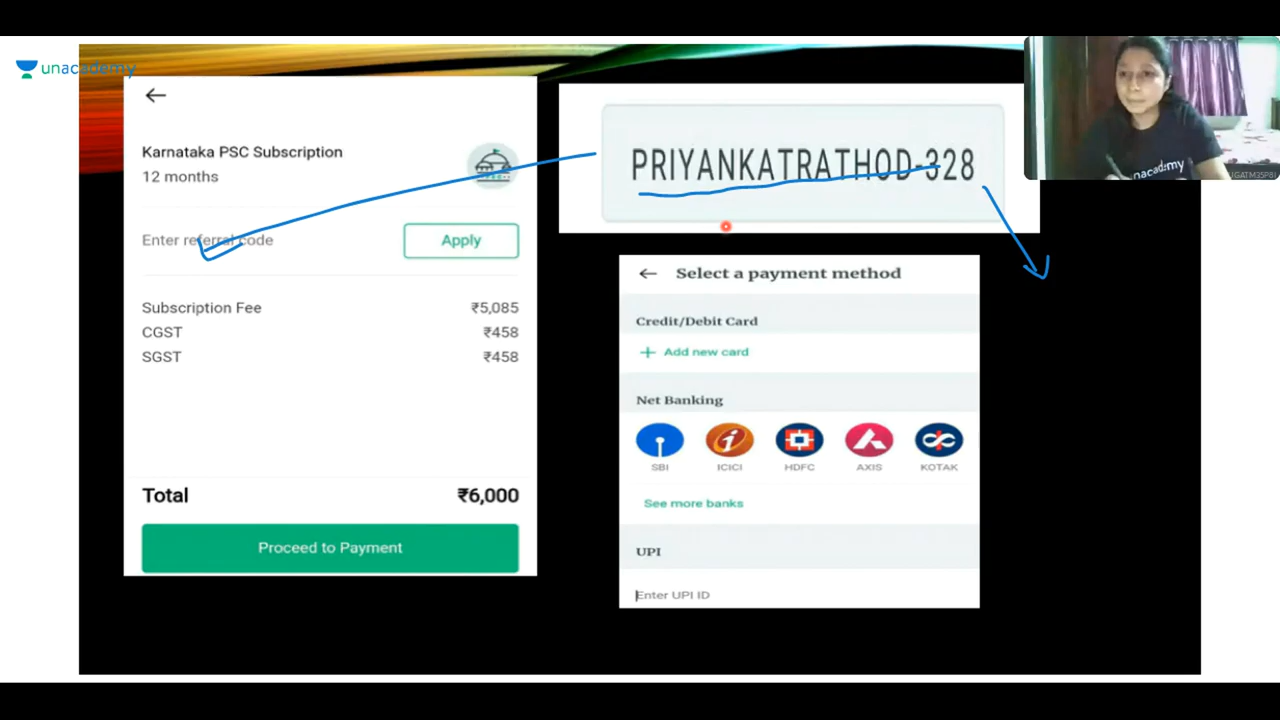 unacademy
Karnataka PSC Subscription
12 months
Enter referral code
Apply
Subscription Fee ₹5,085
CGST ₹458
SGST ₹458
Total ₹6,000
Proceed to Payment
PRIYANKATRATHOD-328
Select a payment method
Credit/Debit Card
+ Add new card
Net Banking
SBI ICICI HDFC AXIS KOTAK
See more banks
UPI
Enter UPI ID
unacademy